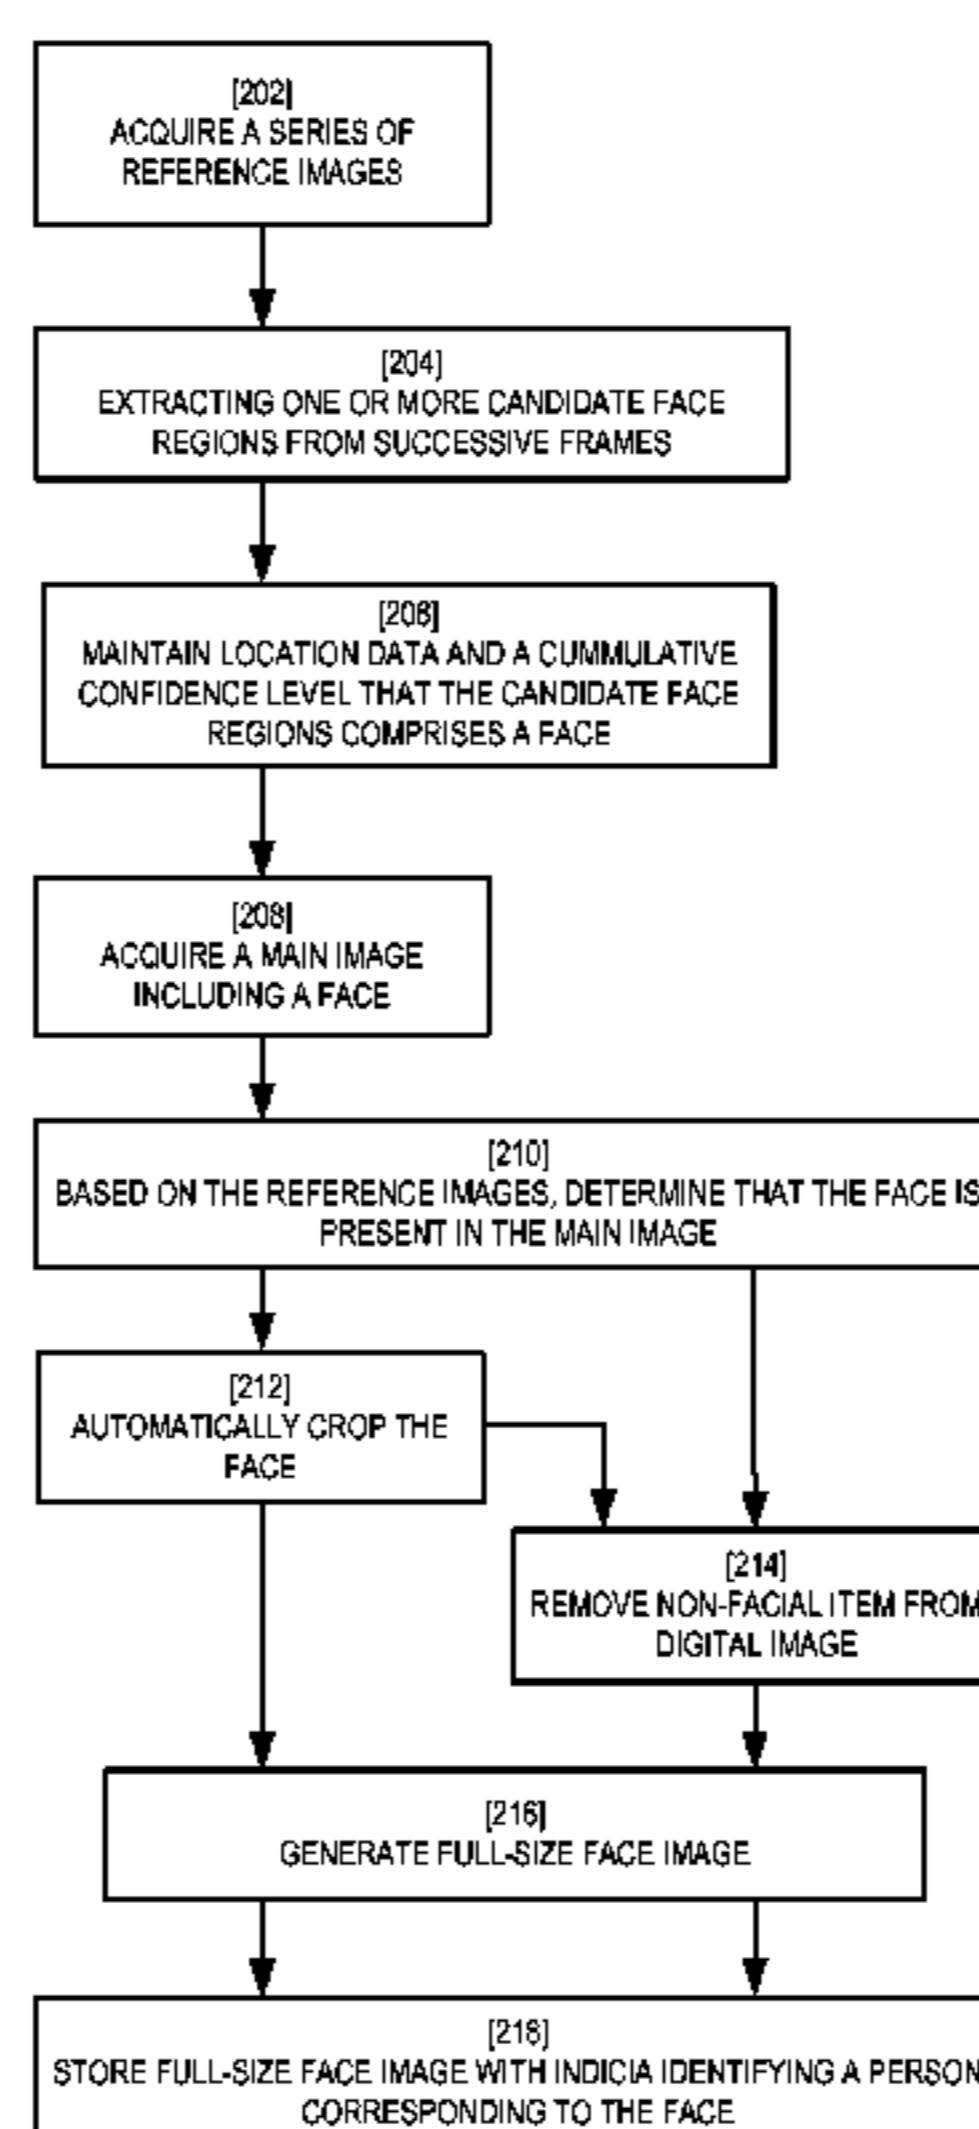 [202]
ACQUIRE A SERIES OF
REFERENCE IMAGES
[204]
EXTRACTING ONE OR MORE CANDIDATE FACE
REGIONS FROM SUCCESSIVE FRAMES
[206]
MAINTAIN LOCATION DATA AND A CUMMULATIVE
CONFIDENCE LEVEL THAT THE CANDIDATE FACE
REGIONS COMPRISES A FACE
[208]
ACQUIRE A MAIN IMAGE
INCLUDING A FACE
[210]
BASED ON THE REFERENCE IMAGES, DETERMINE THAT THE FACE IS
PRESENT IN THE MAIN IMAGE
[212]
AUTOMATICALLY CROP THE
FACE
[214]
REMOVE NON-FACIAL ITEM FROM
DIGITAL IMAGE
[216]
GENERATE FULL-SIZE FACE IMAGE
[218]
STORE FULL-SIZE FACE IMAGE WITH INDICIA IDENTIFYING A PERSON
CORRESPONDING TO THE FACE